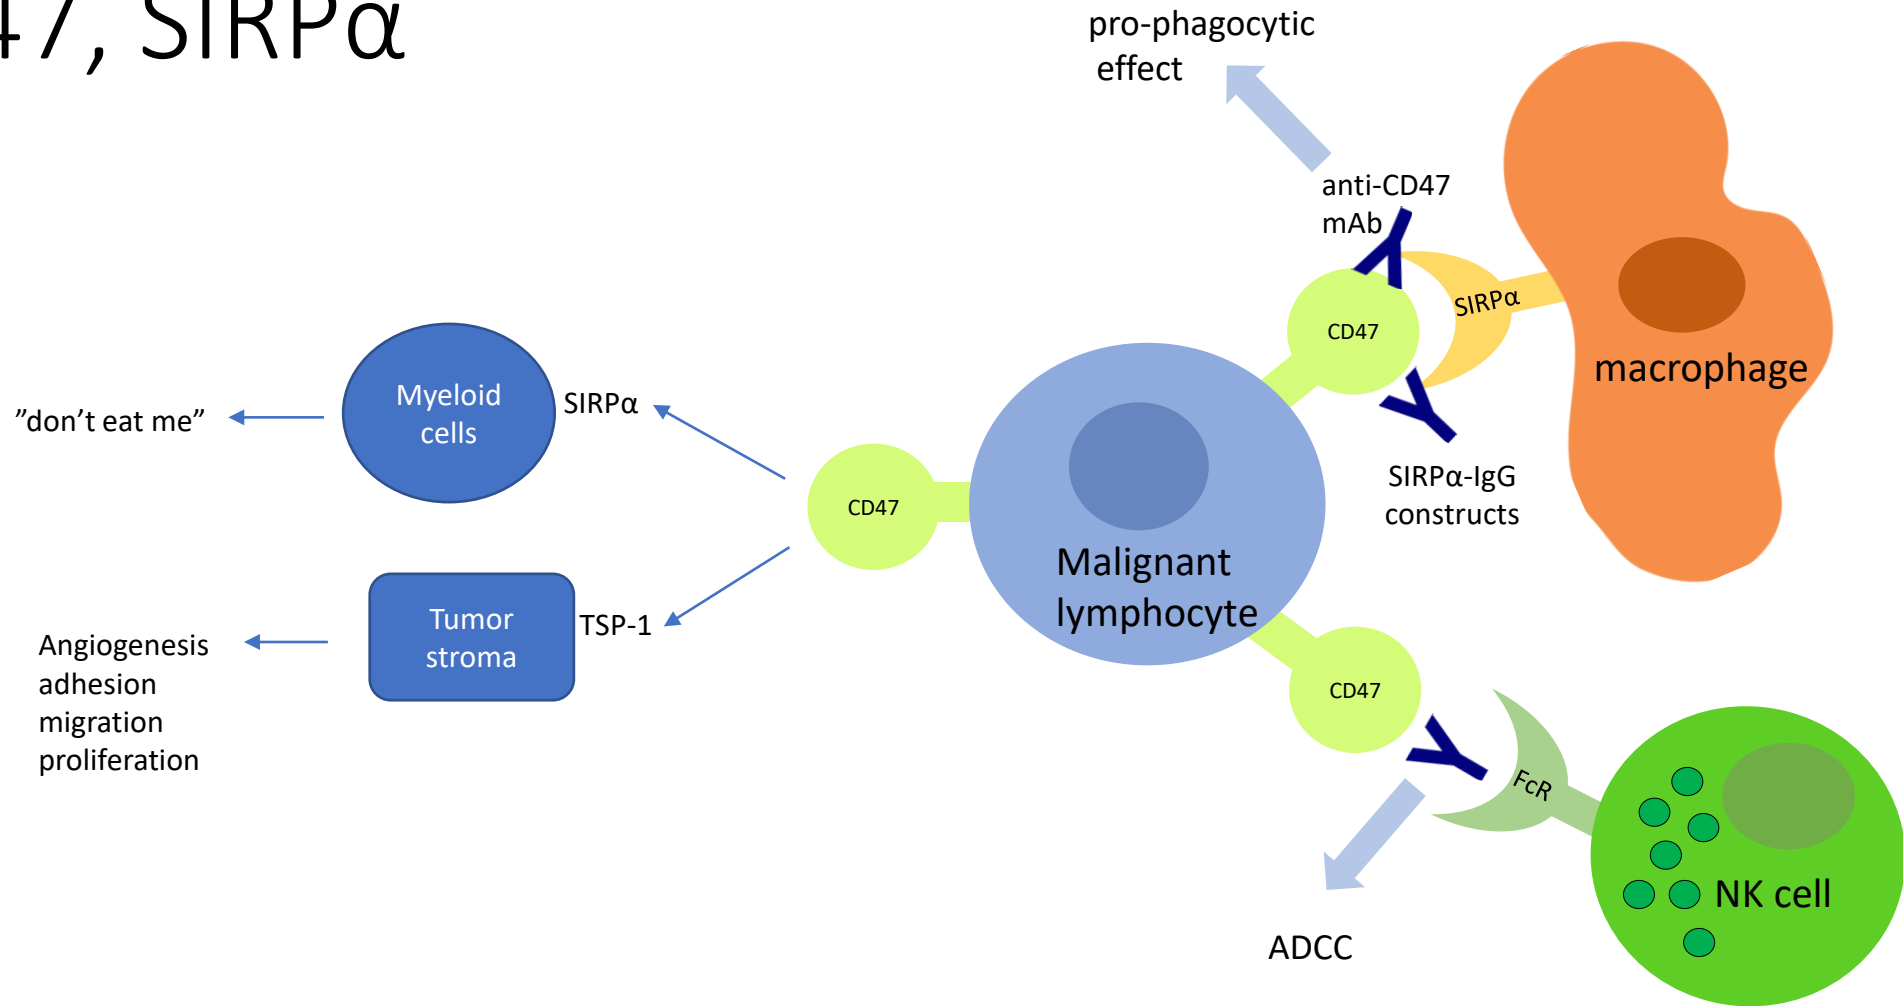 47, SIRPα
pro-phagocytic
effect
anti-CD47
mAb
SIRPα
CD47
macrophage
Myeloid
cells
SIRPα
”don’t eat me”
CD47
SIRPα-IgG
constructs
Malignant
lymphocyte
Tumor
stroma
TSP-1
Angiogenesis
adhesion
migration
proliferation
CD47
FcR
NK cell
ADCC